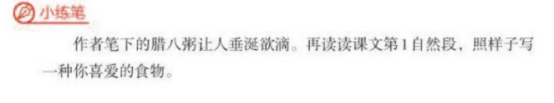 小练笔
作者笔下的腊八粥让人垂涎欲滴。再读读课文第1自然段，照样子写
一种你喜爱的食物。